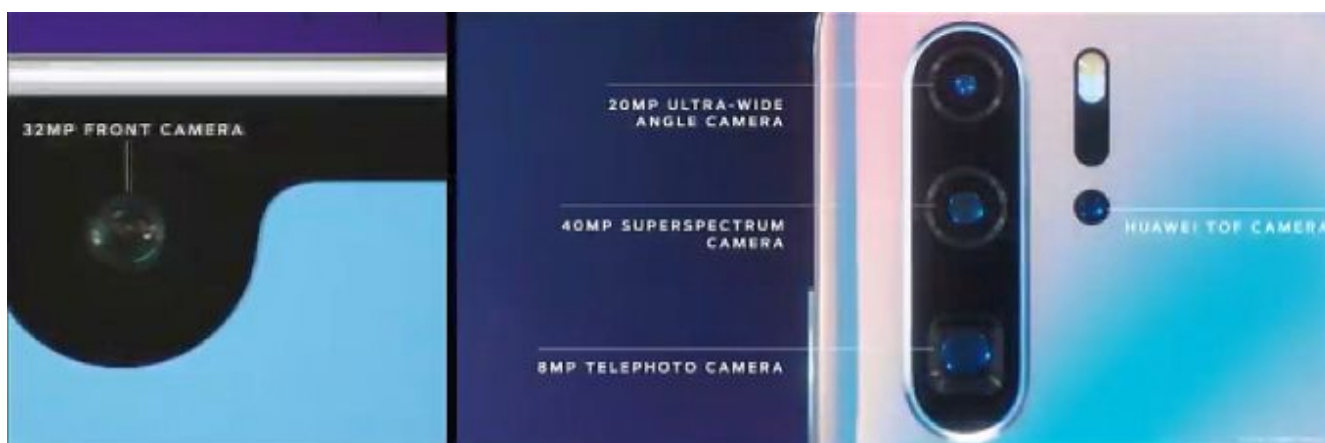 32MP FRONT CAMERA
20MP ULTRA-WIDE
ANGLE CAMERA
40MP SUPERSPECTRUM
CAMERA
HUAWEI TOF CAMERA
8MP TELEPHOTO CAMERA